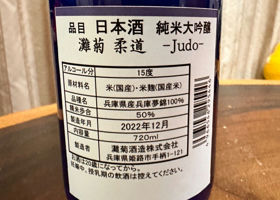 品目 日本酒 純米大吟醸
灘菊 柔道 -Judo-
アルコール分 15度
原材料名 米(国産)・米麹(国産米)
品種名 兵庫県産兵庫夢錦100%
精米歩合 50%
製造年月 2022年12月
内容量 720ml
製造者 灘菊酒造株式会社
兵庫県姫路市手柄1-121
お酒は20歳になってから。
妊娠中、授乳期の飲酒は控えてください。